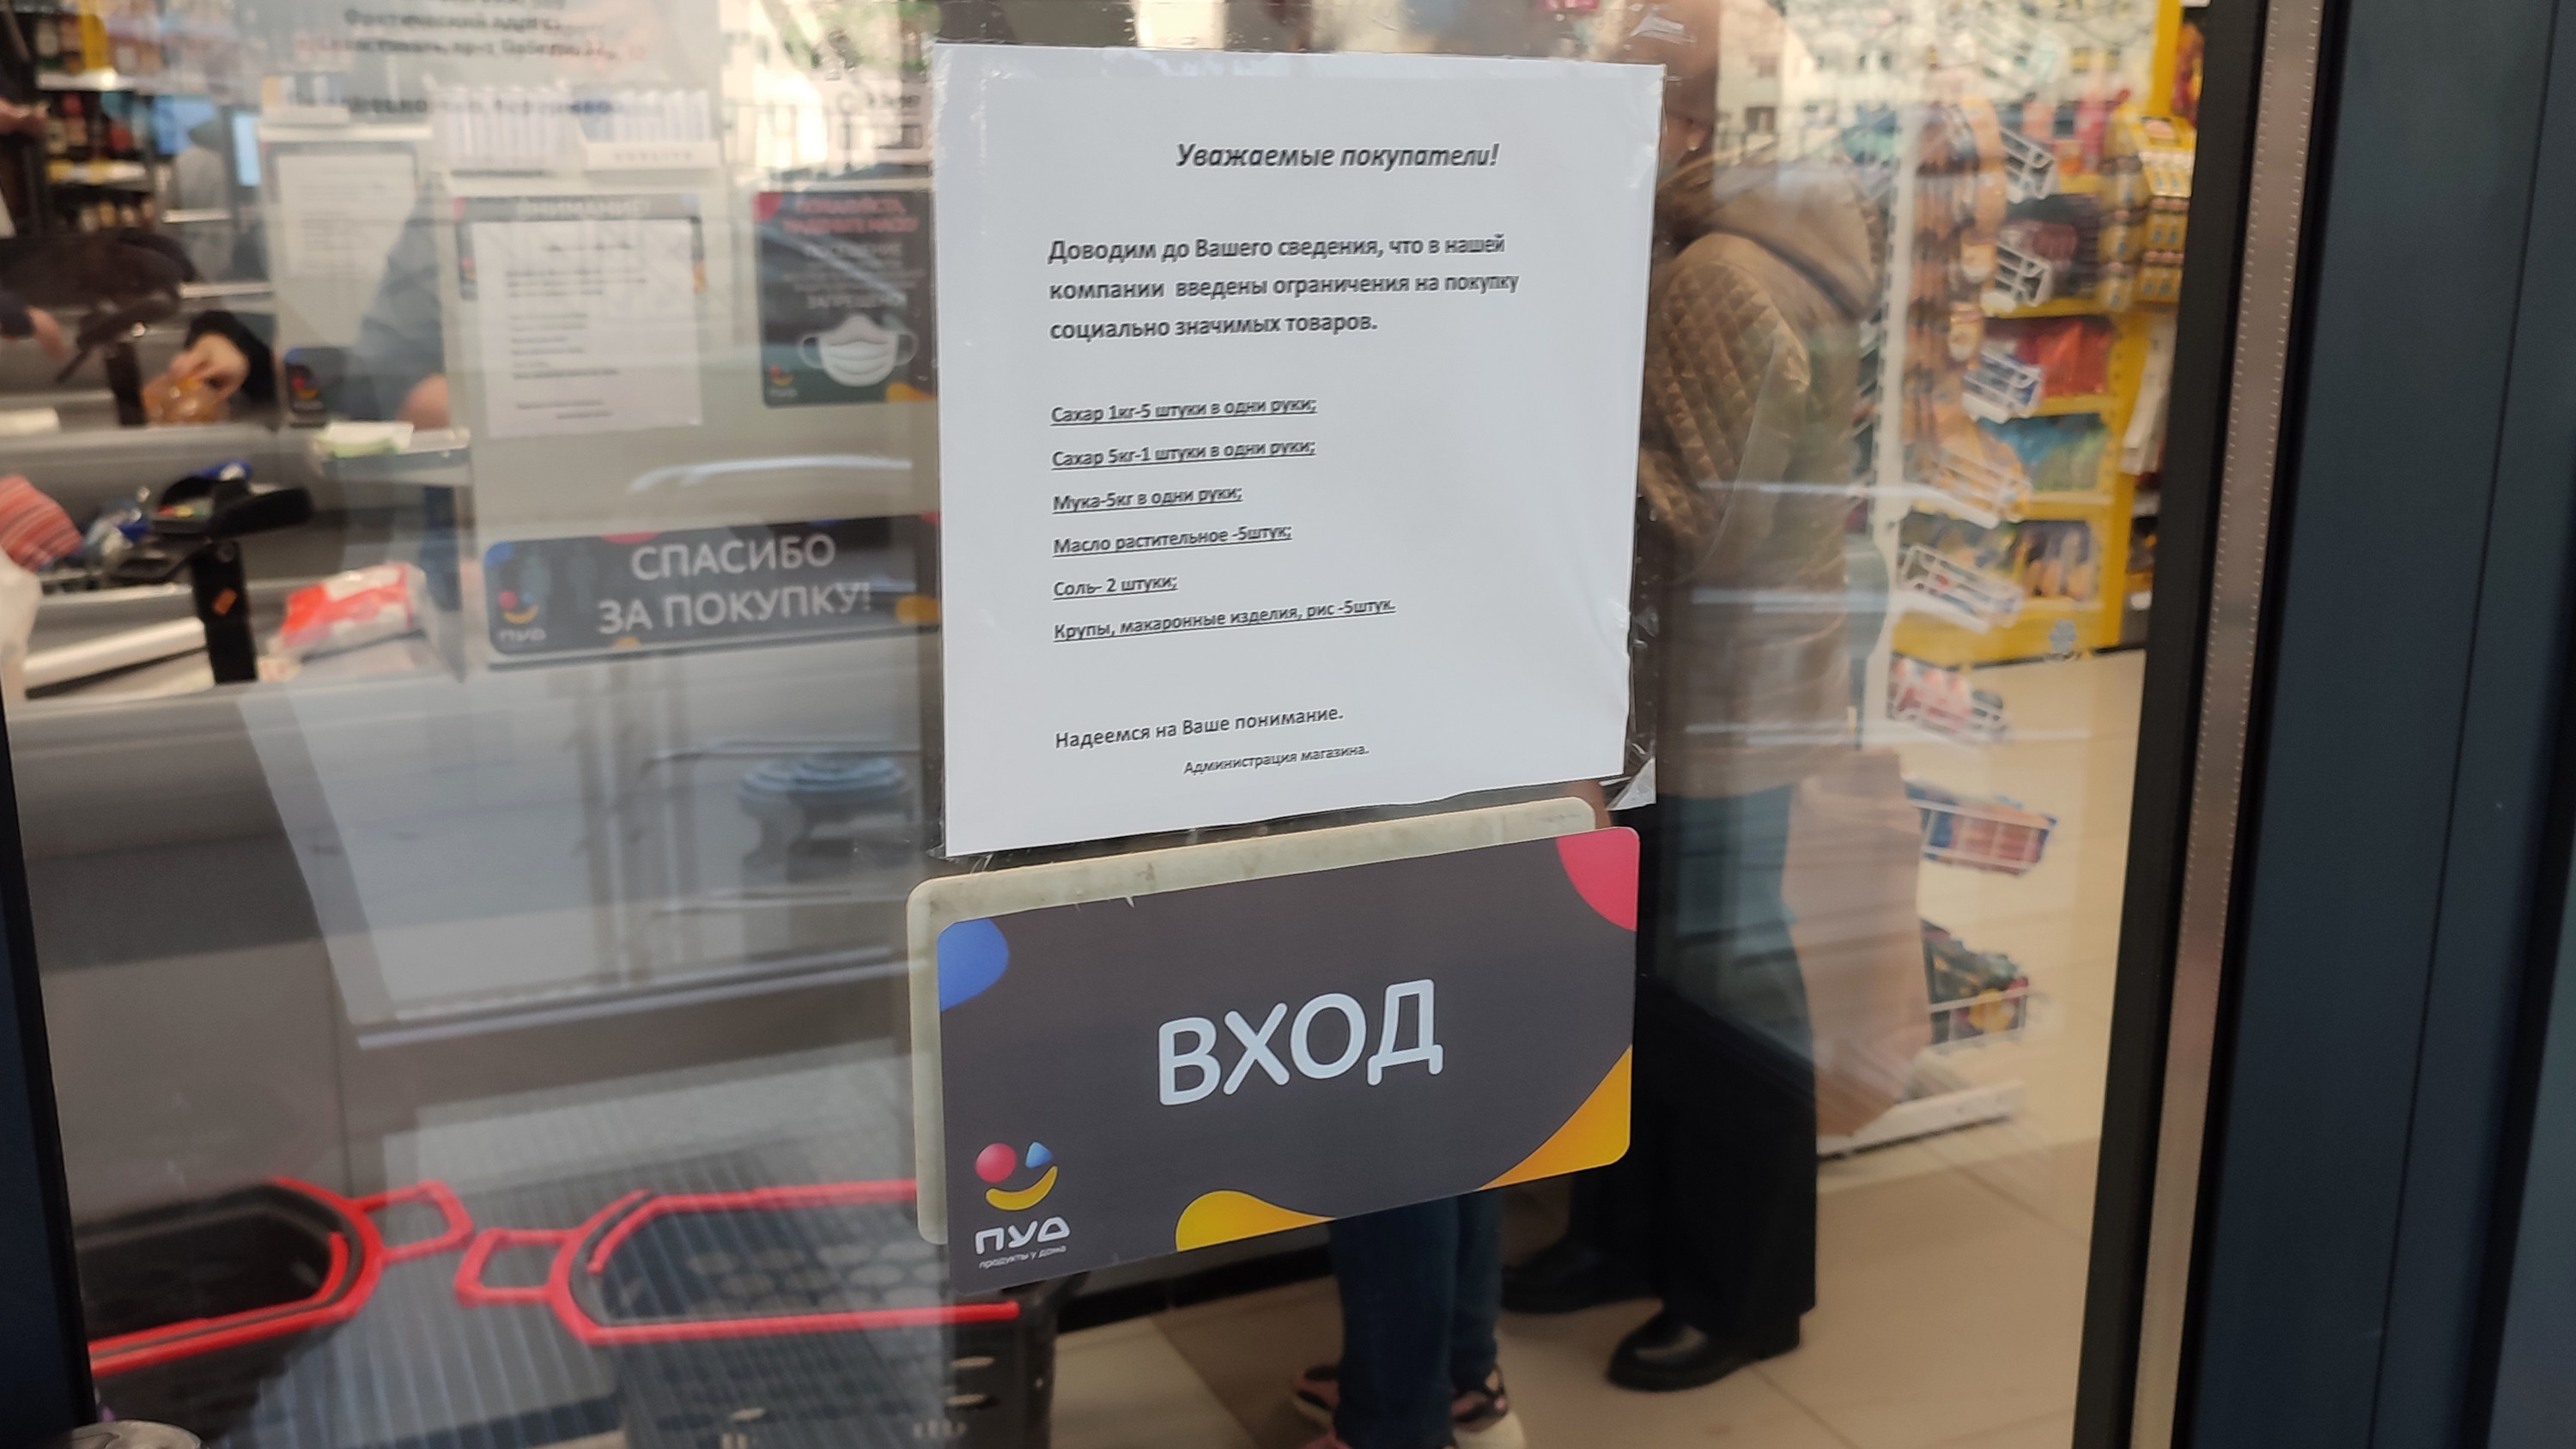 Уважаемые покупатели!
Доводим до Вашего сведения, что в нашей
компании введены ограничения на покупку
социально значимых товаров.
Сахар 1кг-5 штуки в одни руки;
Сахар 5кг-1 штуки в одни руки;
Мука-5кг в одни руки;
Масло растительное -5штук;
Соль- 2 штуки;
Крупы, макаронные изделия, рис -5штук.
Надеемся на Ваше понимание.
Администрация магазина.
ВХОД
ПУД
продукты у дома
СПАСИБО
ЗА ПОКУПКУ!
ПУД
ВНИМАНИЕ!